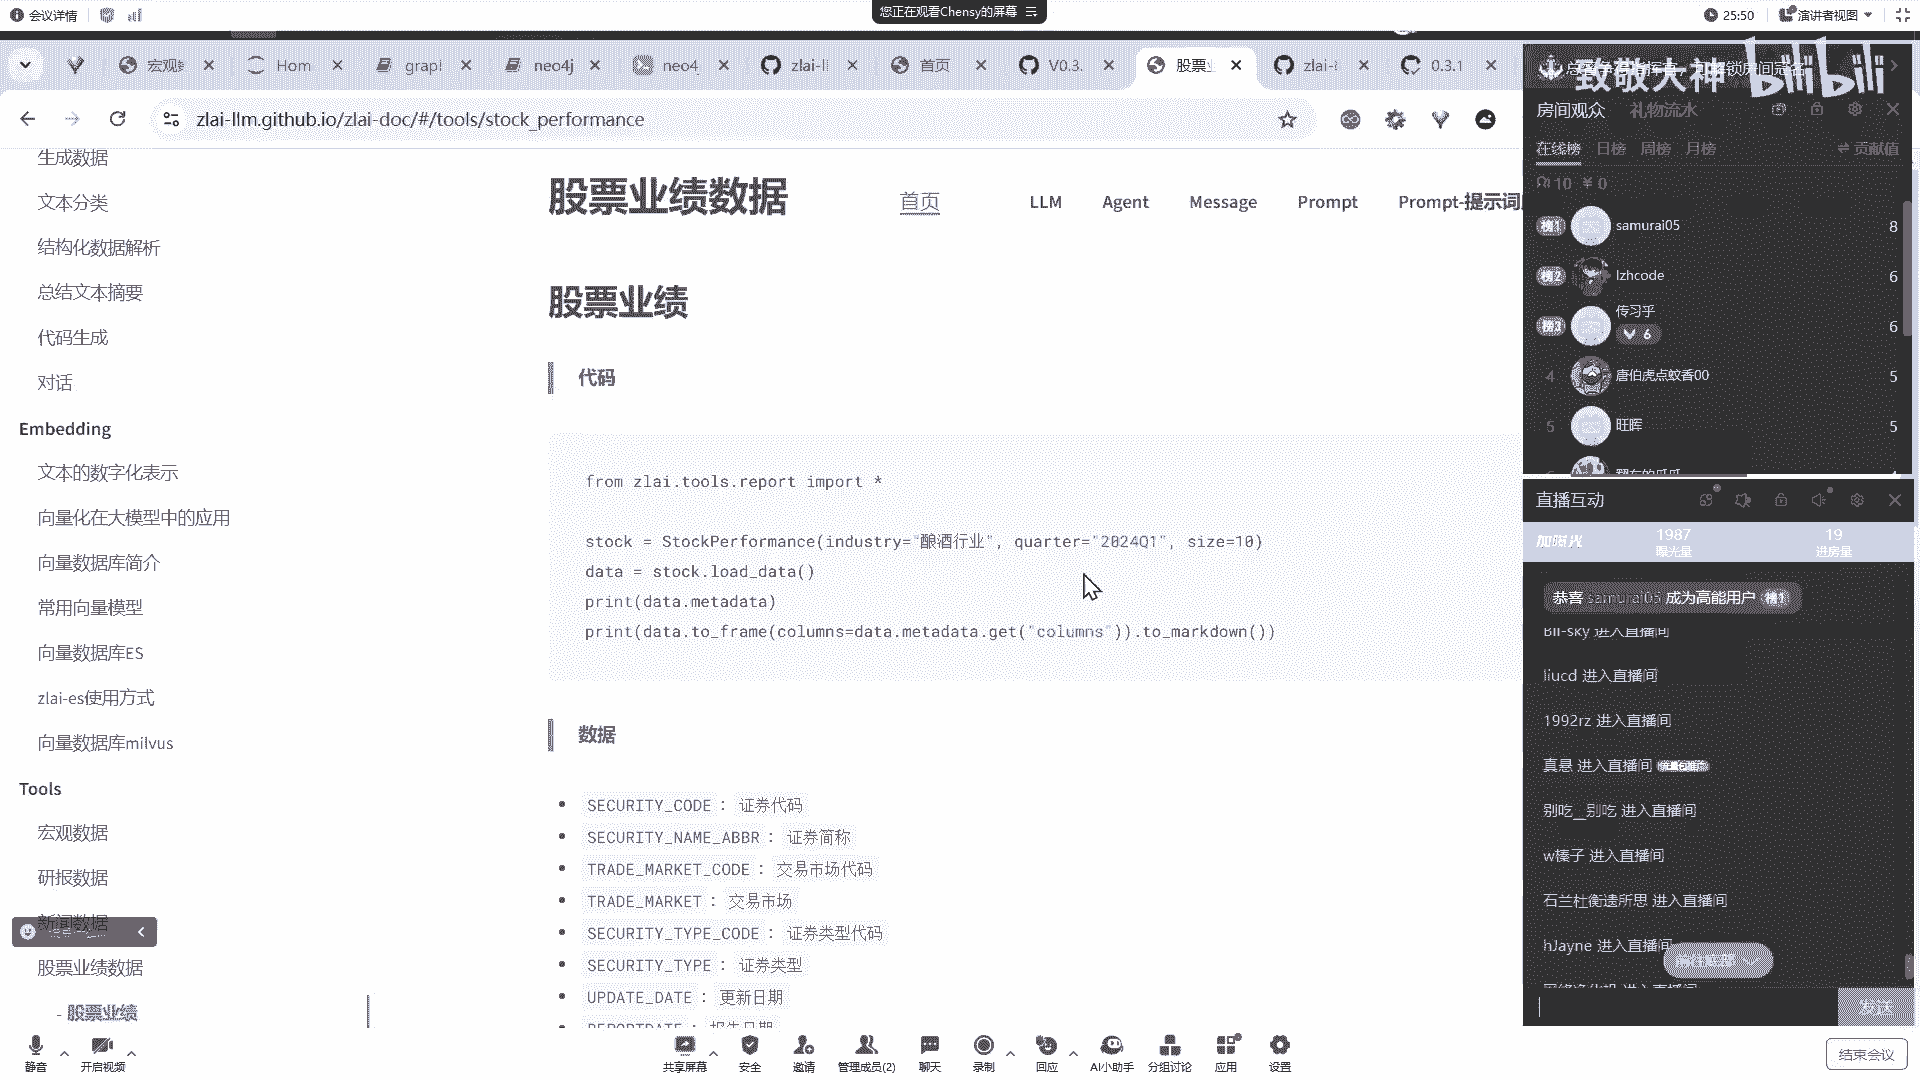 会议详情
您正在观看Chensy的屏幕
25:50
演讲者视图
Hom
grapl
neo4j
neo4
首页
V0.3.
股票
0.3.1
zlai-llm.github.io/zlai-doc/#/tools/stock_performance
生成数据
文本分类
结构化数据解析
总结文本摘要
代码生成
对话
Embedding
文本的数字化表示
向量化在大模型中的应用
向量数据库简介
常用向量模型
向量数据库ES
zlai-es使用方式
向量数据库milvus
Tools
宏观数据
研报数据
新闻数据
股票业绩数据
- 股票业绩
股票业绩数据
首页
LLM
Agent
Message
Prompt
Prompt-提示词
股票业绩
代码
from zlai.tools.report import *
stock = StockPerformance(industry="酿酒行业", quarter="2024Q1", size=10)
data = stock.load_data()
print(data.metadata)
print(data.to_frame(columns=data.metadata.get("columns")).to_markdown())
数据
SECURITY_CODE： 证券代码
SECURITY_NAME_ABBR： 证券简称
TRADE_MARKET_CODE： 交易市场代码
TRADE_MARKET： 交易市场
SECURITY_TYPE_CODE： 证券类型代码
SECURITY_TYPE： 证券类型
UPDATE_DATE： 更新日期
REPORTDATE： 报告日期
致敬大神 bilibili
房间观众 礼物流水
在线榜 日榜 周榜 月榜 贡献值
10 ¥ 0
榜1 samurai05 8
榜2 lzhcode 6
榜3 传习乎 6
6
4 唐伯虎点蚊香00 5
5 旺晖 5
直播互动
加曝光
1987
曝光量
19
进房量
恭喜 samurai05 成为高能用户 榜1
Bil-sky 进入直播间
liucd 进入直播间
1992rz 进入直播间
真悬 进入直播间
别吃__别吃 进入直播间
w榛子 进入直播间
石兰杜衡遗所思 进入直播间
hJayne 进入直播间
发送
静音
开启视频
共享屏幕
安全
邀请
管理成员(2)
聊天
录制
回应
AI小助手
分组讨论
应用
设置
结束会议